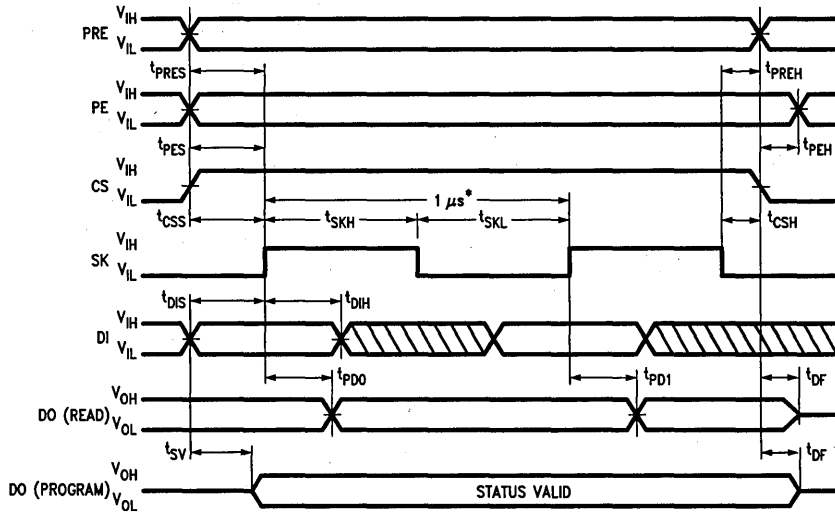 V_IH
PRE
V_IL
t_PRES
t_PREH
V_IH
PE
V_IL
t_PES
t_PEH
V_IH
CS
V_IL
1 μs*
t_CSS
t_SKH
t_SKL
t_CSH
V_IH
SK
V_IL
t_DIS
t_DIH
V_IH
DI
V_IL
t_PD0
t_PD1
t_DF
V_OH
DO (READ)
V_OL
t_SV
t_DF
V_OH
DO (PROGRAM)
STATUS VALID
V_OL